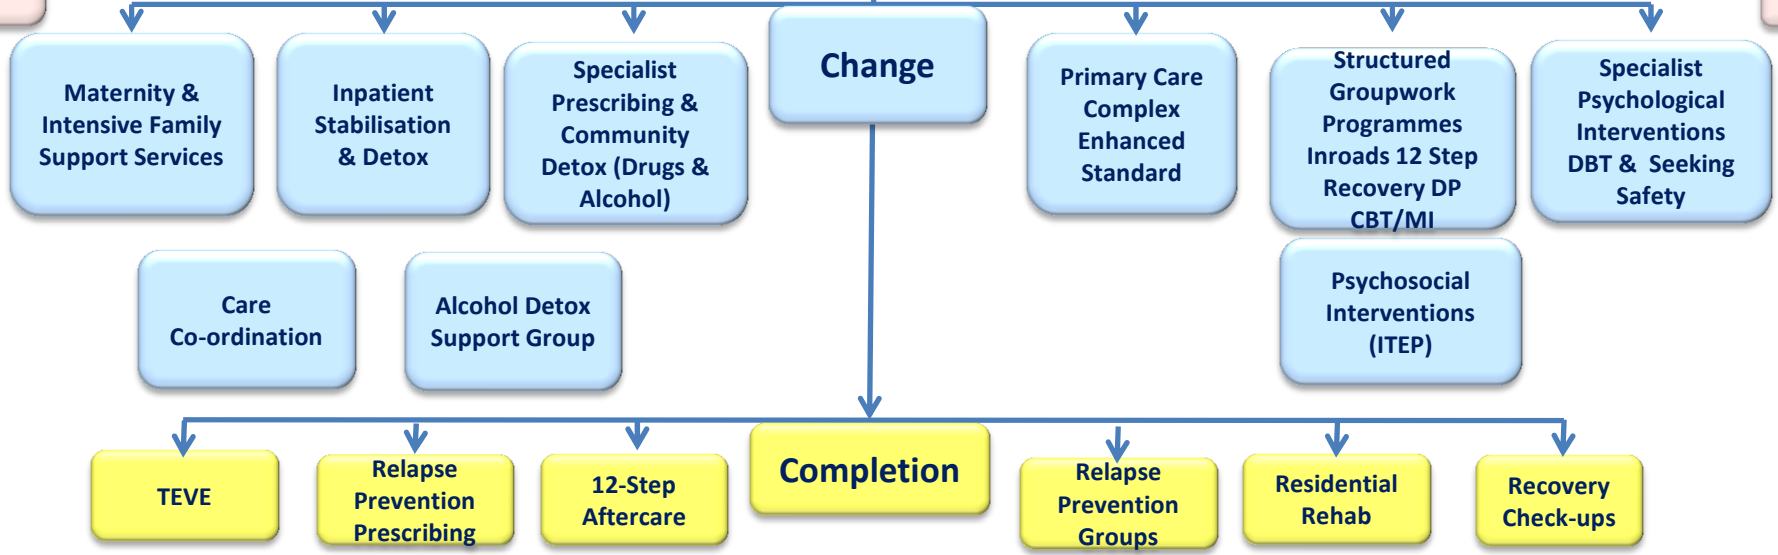 Maternity &
Intensive Family
Support Services
Inpatient
Stabilisation
& Detox
Specialist
Prescribing &
Community
Detox (Drugs &
Alcohol)
Change
Primary Care
Complex
Enhanced
Standard
Structured
Groupwork
Programmes
Inroads 12 Step
Recovery DP
CBT/MI
Specialist
Psychological
Interventions
DBT & Seeking
Safety
Care
Co-ordination
Alcohol Detox
Support Group
Psychosocial
Interventions
(ITEP)
TEVE
Relapse
Prevention
Prescribing
12-Step
Aftercare
Completion
Relapse
Prevention
Groups
Residential
Rehab
Recovery
Check-ups